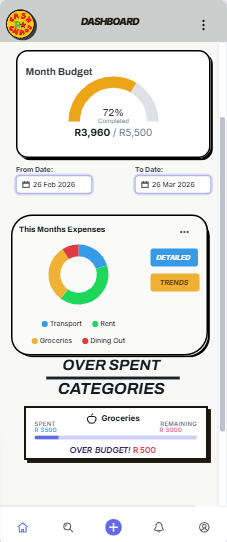 CASH CHASE
DASHBOARD
Month Budget
72%
Completed
R3,960 / R5,500
From Date:
To Date:
26 Feb 2026
26 Mar 2026
This Months Expenses
DETAILED
TRENDS
Transport
Rent
Groceries
Dining Out
OVER SPENT
CATEGORIES
Groceries
SPENT
REMAINING
R 3500
R 3000
OVER BUDGET! R 500